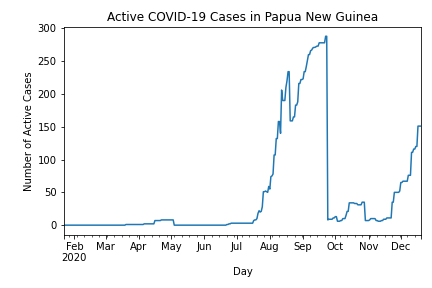 Active COVID-19 Cases in Papua New Guinea
300
250
200
150
100
50
0
Number of Active Cases
Feb Mar Apr May Jun Jul Aug Sep Oct Nov Dec
2020
Day